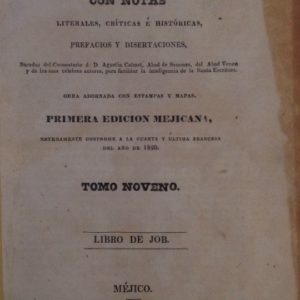 CON NOTAS
LITERALES, CRÍTICAS É HISTÓRICAS,
PREFACIOS Y DISERTACIONES,
Sacadas del Comentario de D. Agustin Calmet, Abad de Senones, del Abad Vence
y de los mas célebres autores, para facilitar la inteligencia de la Santa Escritura.
OBRA ADORNADA CON ESTAMPAS Y MAPAS.
PRIMERA EDICION MEJICANA,
ENTERAMENTE CONFORME A LA CUARTA Y ÚLTIMA FRANCESA
DEL AÑO DE 1820.
TOMO NOVENO.
LIBRO DE JOB.
MÉJICO.